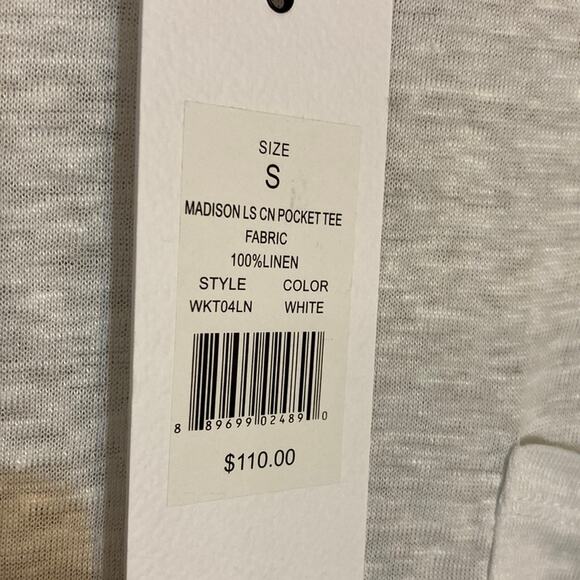 SIZE
S
MADISON LS CN POCKET TEE
FABRIC
100%LINEN
STYLE COLOR
WKT04LN WHITE
8 89699 02489 0
$110.00